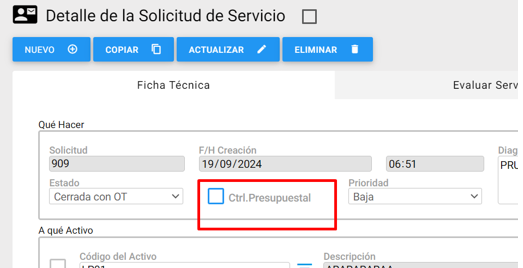 Detalle de la Solicitud de Servicio
NUEVO COPIAR ACTUALIZAR ELIMINAR
Ficha Técnica Evaluar Serv
Qué Hacer
Solicitud F/H Creación Diag
909 19/09/2024 06:51 PRU
Estado Ctrl.Presupuestal Prioridad
Cerrada con OT Baja
A qué Activo
Código del Activo Descripción